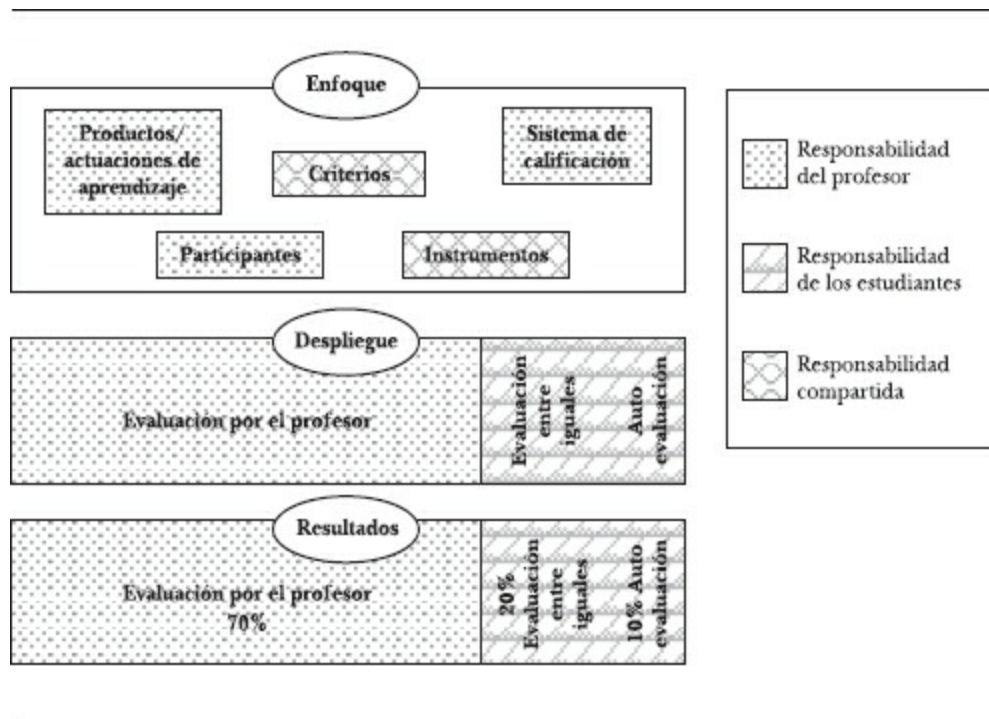 Enfoque
Productos/
actuaciones de
aprendizaje
Criterios
Sistema de
calificación
Participantes
Instrumentos
Despliegue
Evaluación por el profesor
Evaluación
entre
iguales
Auto
evaluación
Resultados
Evaluación por el profesor
70%
20%
Evaluación
entre
iguales
10% Auto
evaluación
Responsabilidad
del profesor
Responsabilidad
de los estudiantes
Responsabilidad
compartida